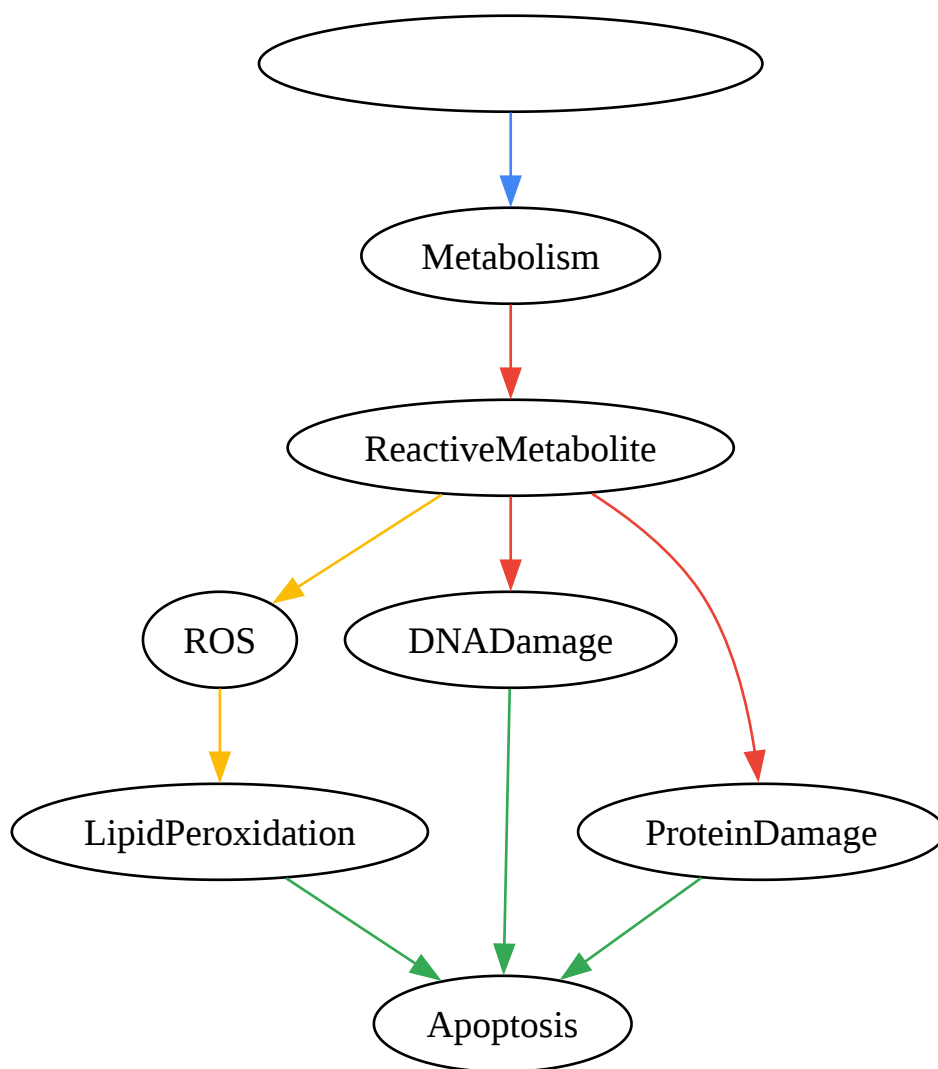 Metabolism
ReactiveMetabolite
ROS
DNADamage
LipidPeroxidation
ProteinDamage
Apoptosis